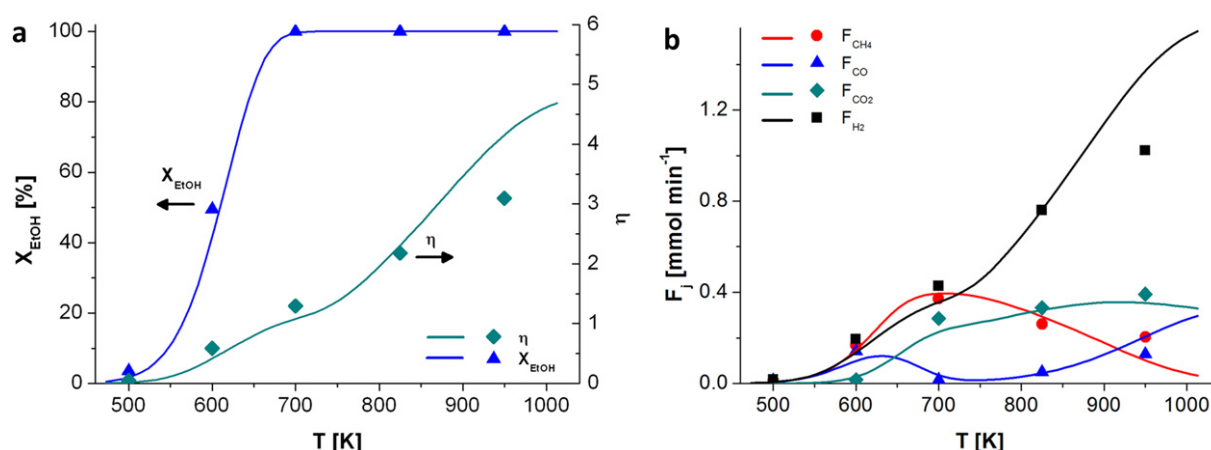 a
100
80
60
40
20
0
X_EtOH [%]
X_EtOH
η
η
X_EtOH
6
5
4
3
2
1
0
η
500 600 700 800 900 1000
T [K]
b
F_CH4
F_CO
F_CO2
F_H2
1.2
0.8
0.4
0.0
F_j [mmol min⁻¹]
500 600 700 800 900 1000
T [K]